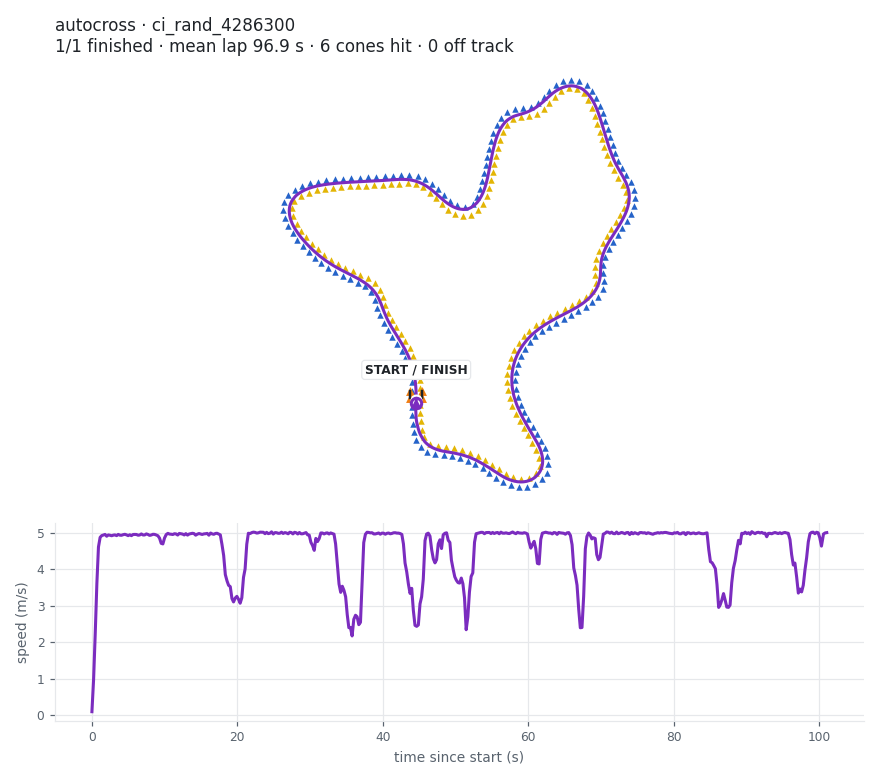 autocross · ci_rand_4286300
1/1 finished · mean lap 96.9 s · 6 cones hit · 0 off track
START / FINISH
5
4
3
2
1
0
speed (m/s)
0 20 40 60 80 100
time since start (s)